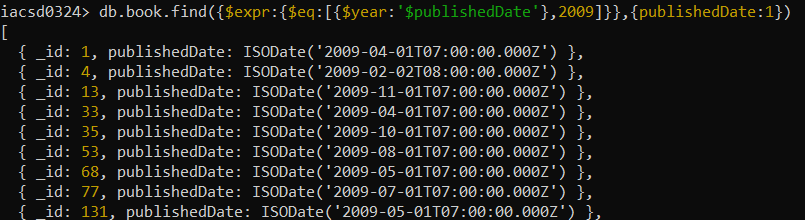 iacsd0324> db.book.find({$expr:{$eq:[{$year:'$publishedDate'},2009]}},{publishedDate:1})
[
  { _id: 1, publishedDate: ISODate('2009-04-01T07:00:00.000Z') },
  { _id: 4, publishedDate: ISODate('2009-02-02T08:00:00.000Z') },
  { _id: 13, publishedDate: ISODate('2009-11-01T07:00:00.000Z') },
  { _id: 33, publishedDate: ISODate('2009-04-01T07:00:00.000Z') },
  { _id: 35, publishedDate: ISODate('2009-10-01T07:00:00.000Z') },
  { _id: 53, publishedDate: ISODate('2009-08-01T07:00:00.000Z') },
  { _id: 68, publishedDate: ISODate('2009-05-01T07:00:00.000Z') },
  { _id: 77, publishedDate: ISODate('2009-07-01T07:00:00.000Z') },
  { _id: 131, publishedDate: ISODate('2009-05-01T07:00:00.000Z') },